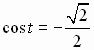 cos t = -√2/2